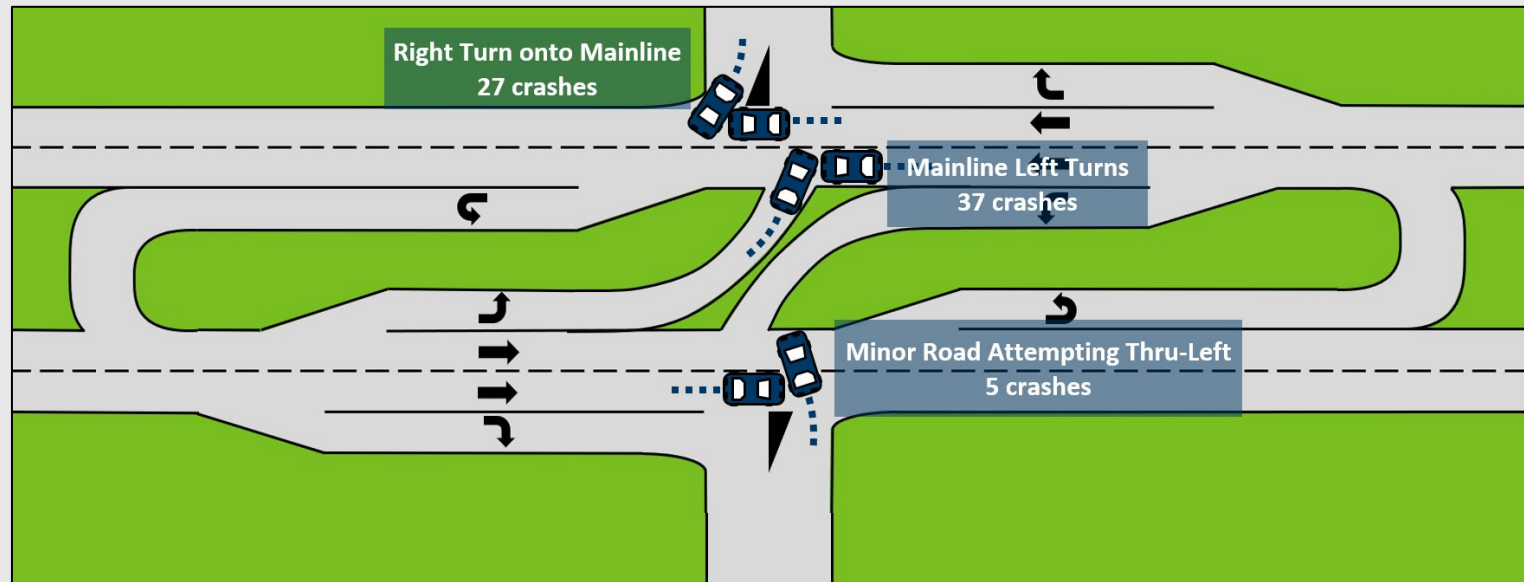 Right Turn onto Mainline
27 crashes
Mainline Left Turns
37 crashes
Minor Road Attempting Thru-Left
5 crashes